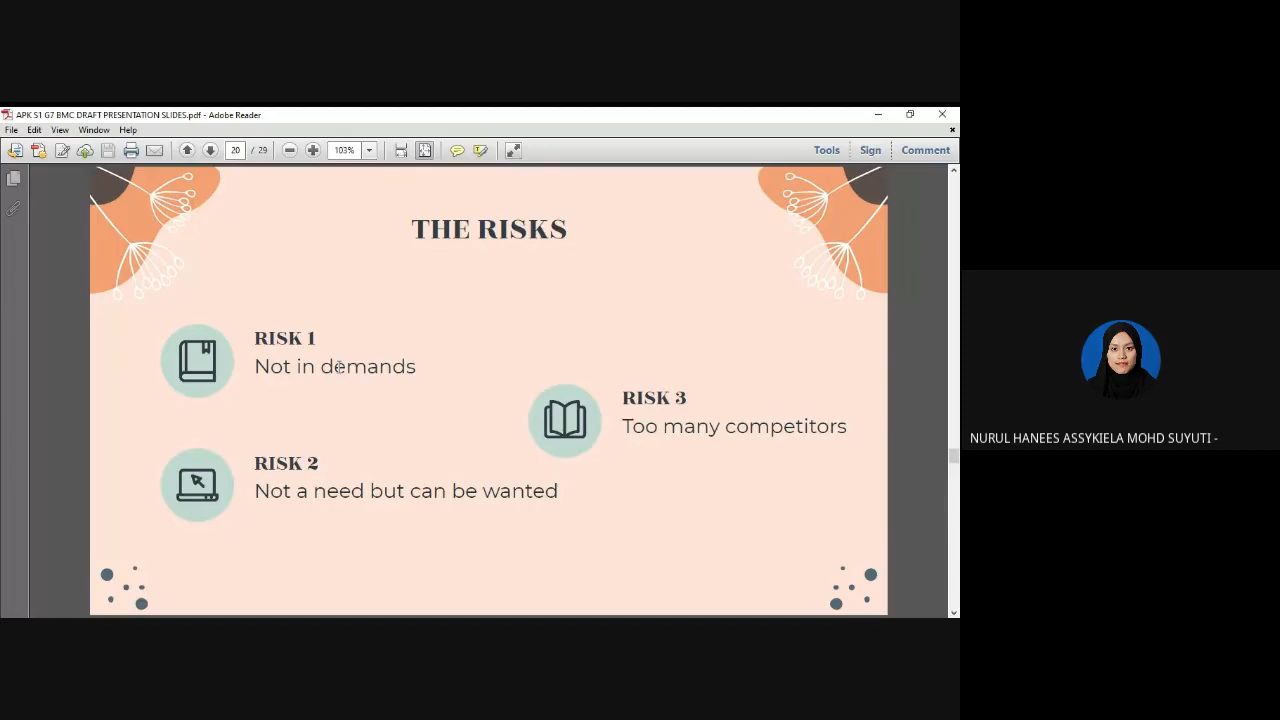 APK S1 G7 BMC DRAFT PRESENTATION SLIDES.pdf - Adobe Reader
File Edit View Window Help
20 / 29 103% Tools Sign Comment
THE RISKS
RISK 1
Not in demands
RISK 3
Too many competitors
RISK 2
Not a need but can be wanted
NURUL HANEES ASSYKIELA MOHD SUYUTI -